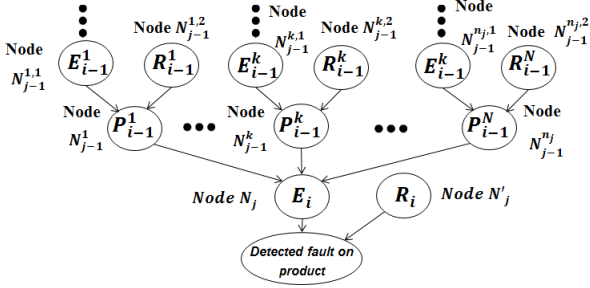 Node N_{j-1}^{1,2} Node N_{j-1}^{k,2} Node Node N_{j-1}^{n_j,2}
Node N_{j-1}^{k,1} N_{j-1}^{n_j,1}
N_{j-1}^{1,1} E_{i-1}^{1} R_{i-1}^{1} E_{i-1}^{k} R_{i-1}^{k} E_{i-1}^{k} R_{i-1}^{N}
Node Node Node
N_{j-1}^{1} P_{i-1}^{1} N_{j-1}^{k} P_{i-1}^{k} P_{i-1}^{N} N_{j-1}^{n_j}
Node N_j E_i R_i Node N'_j
Detected fault on
product